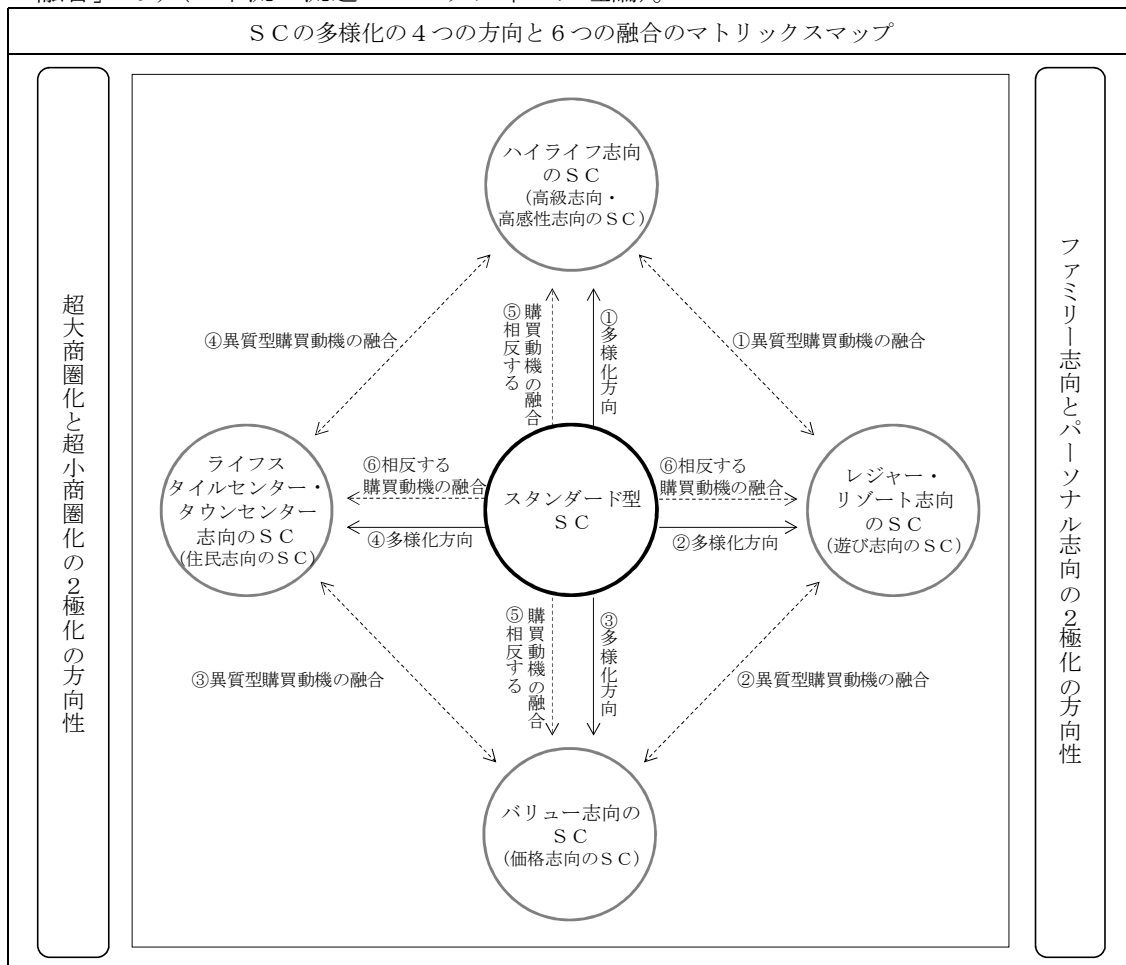 ＳＣの多様化の４つの方向と６つの融合のマトリックスマップ
超大商圏化と超小商圏化の２極化の方向性
ハイライフ志向
のＳＣ
(高級志向・
高感性志向のＳＣ)
④異質型購買動機の融合
⑤相反する
購買動機の融合
①多様化方向
①異質型購買動機の融合
ライフス
タイルセンター・
タウンセンター
志向のＳＣ
(住民志向のＳＣ)
⑥相反する
購買動機の融合
④多様化方向
スタンダード型
ＳＣ
⑥相反する
購買動機の融合
②多様化方向
レジャー・
リゾート志向
のＳＣ
(遊び志向のＳＣ)
③異質型購買動機の融合
⑤相反する
購買動機の融合
③多様化方向
②異質型購買動機の融合
バリュー志向の
ＳＣ
(価格志向のＳＣ)
ファミリー志向とパーソナル志向の２極化の方向性